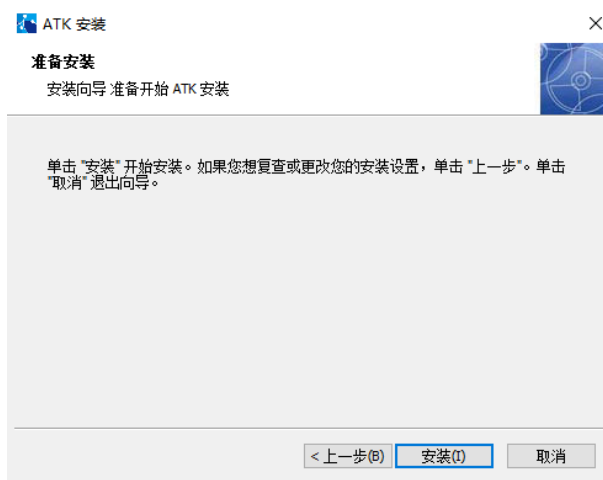 ATK 安装
准备安装
安装向导 准备开始 ATK 安装
单击 "安装" 开始安装。如果您想复查或更改您的安装设置，单击 "上一步"。单击
"取消" 退出向导。
< 上一步(B) 安装(I) 取消